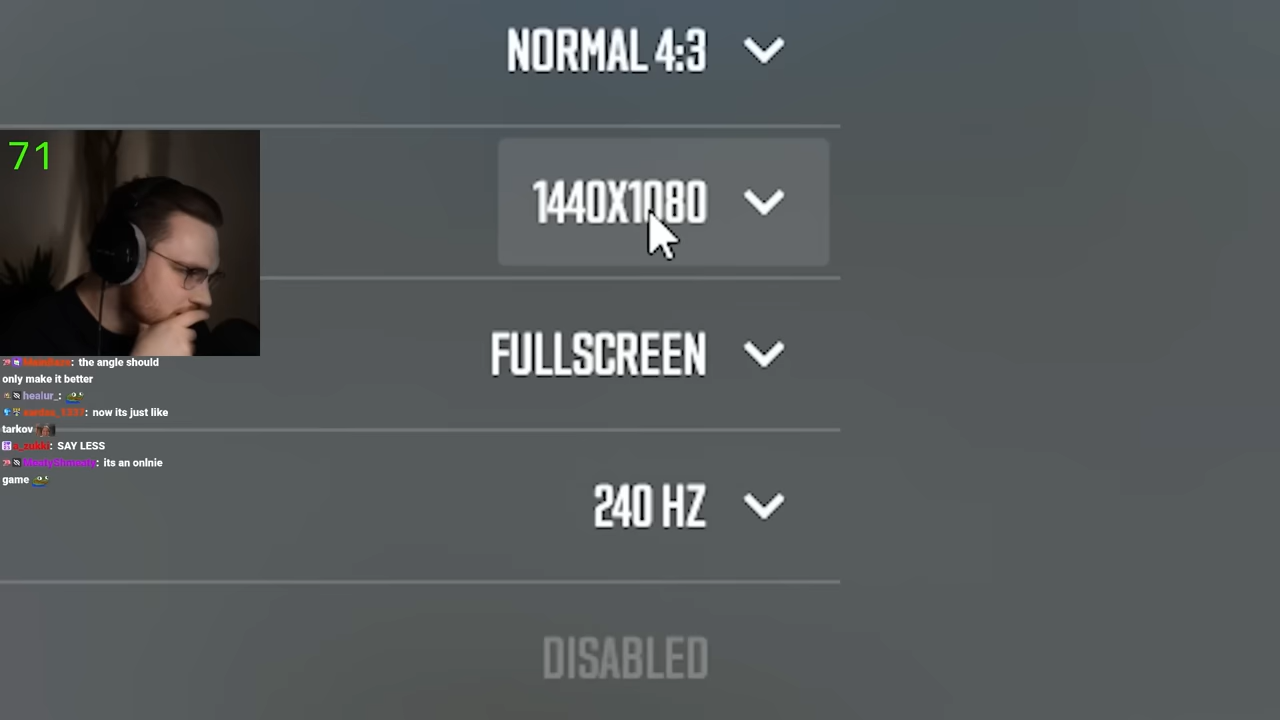 NORMAL 4:3
71
1440X1080
FULLSCREEN
the angle should
only make it better
healur_:
now its just like
tarkov
a_zukki: SAY LESS
its an onlnie
game
240 HZ
DISABLED